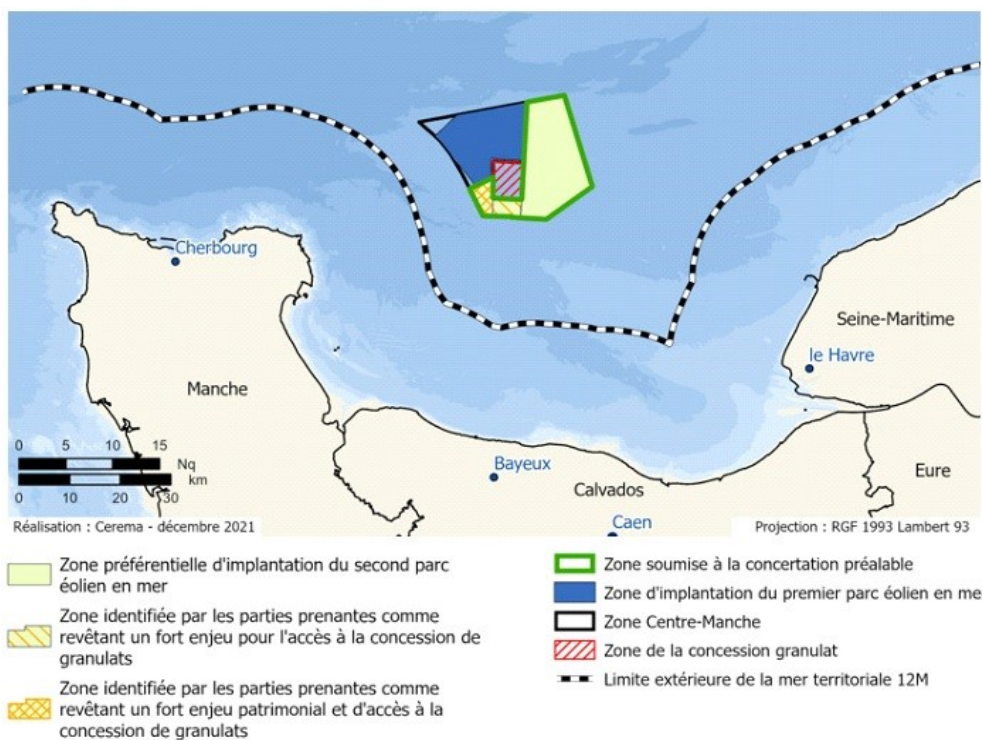 Cherbourg
Seine-Maritime
le Havre
Manche
0 5 10 15
Nq
km
0 10 20 30
Bayeux
Calvados
Eure
Caen
Réalisation : Cerema - décembre 2021
Projection : RGF 1993 Lambert 93
Zone préférentielle d'implantation du second parc
éolien en mer
Zone identifiée par les parties prenantes comme
revêtant un fort enjeu pour l'accès à la concession de
granulats
Zone identifiée par les parties prenantes comme
revêtant un fort enjeu patrimonial et d'accès à la
concession de granulats
Zone soumise à la concertation préalable
Zone d'implantation du premier parc éolien en me
Zone Centre-Manche
Zone de la concession granulat
Limite extérieure de la mer territoriale 12M